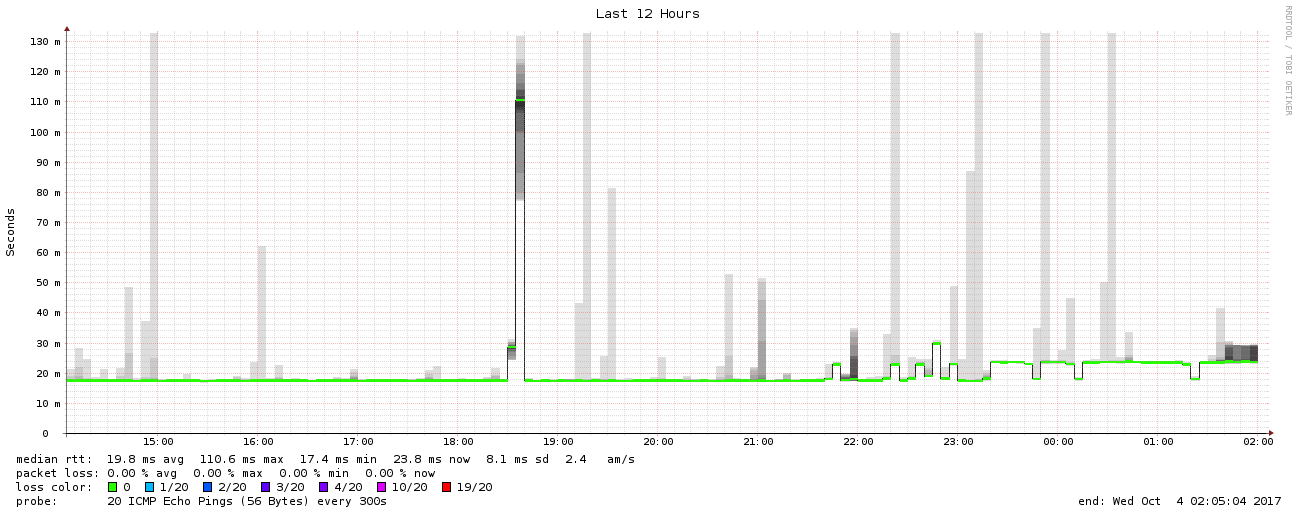 Last 12 Hours
RRDTOOL / TOBI OETIKER
Seconds
130 m
120 m
110 m
100 m
90 m
80 m
70 m
60 m
50 m
40 m
30 m
20 m
10 m
0
15:00 16:00 17:00 18:00 19:00 20:00 21:00 22:00 23:00 00:00 01:00 02:00
median rtt: 19.8 ms avg 110.6 ms max 17.4 ms min 23.8 ms now 8.1 ms sd 2.4 am/s
packet loss: 0.00 % avg 0.00 % max 0.00 % min 0.00 % now
loss color: 0 1/20 2/20 3/20 4/20 10/20 19/20
probe: 20 ICMP Echo Pings (56 Bytes) every 300s end: Wed Oct 4 02:05:04 2017